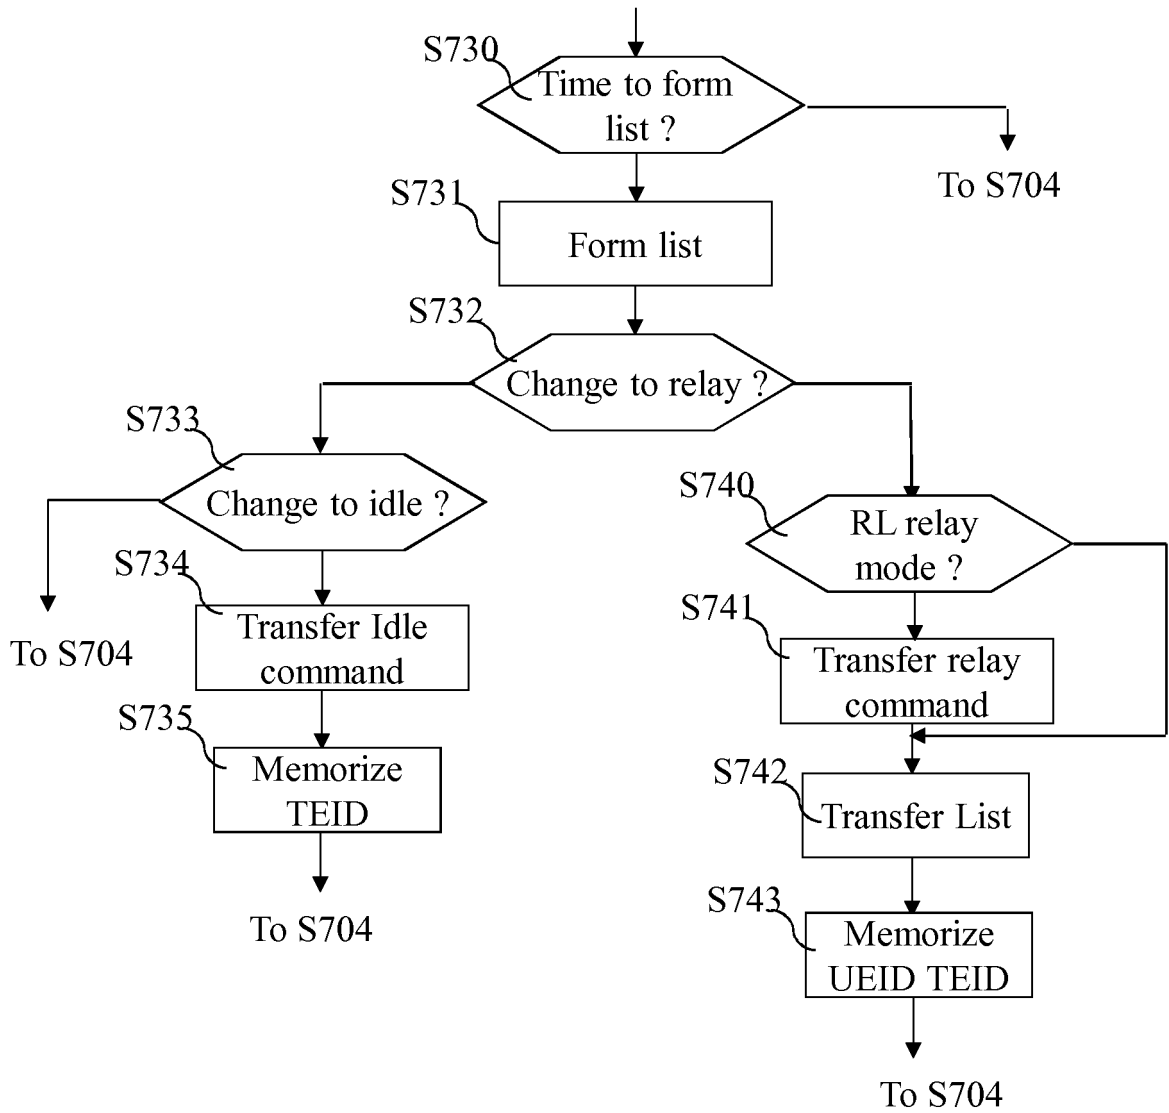 S730
Time to form
list ?
To S704
S731
Form list
S732
Change to relay ?
S733
Change to idle ?
S740
RL relay
mode ?
S734
Transfer Idle
command
To S704
S741
Transfer relay
command
S735
Memorize
TEID
S742
Transfer List
To S704
S743
Memorize
UEID TEID
To S704